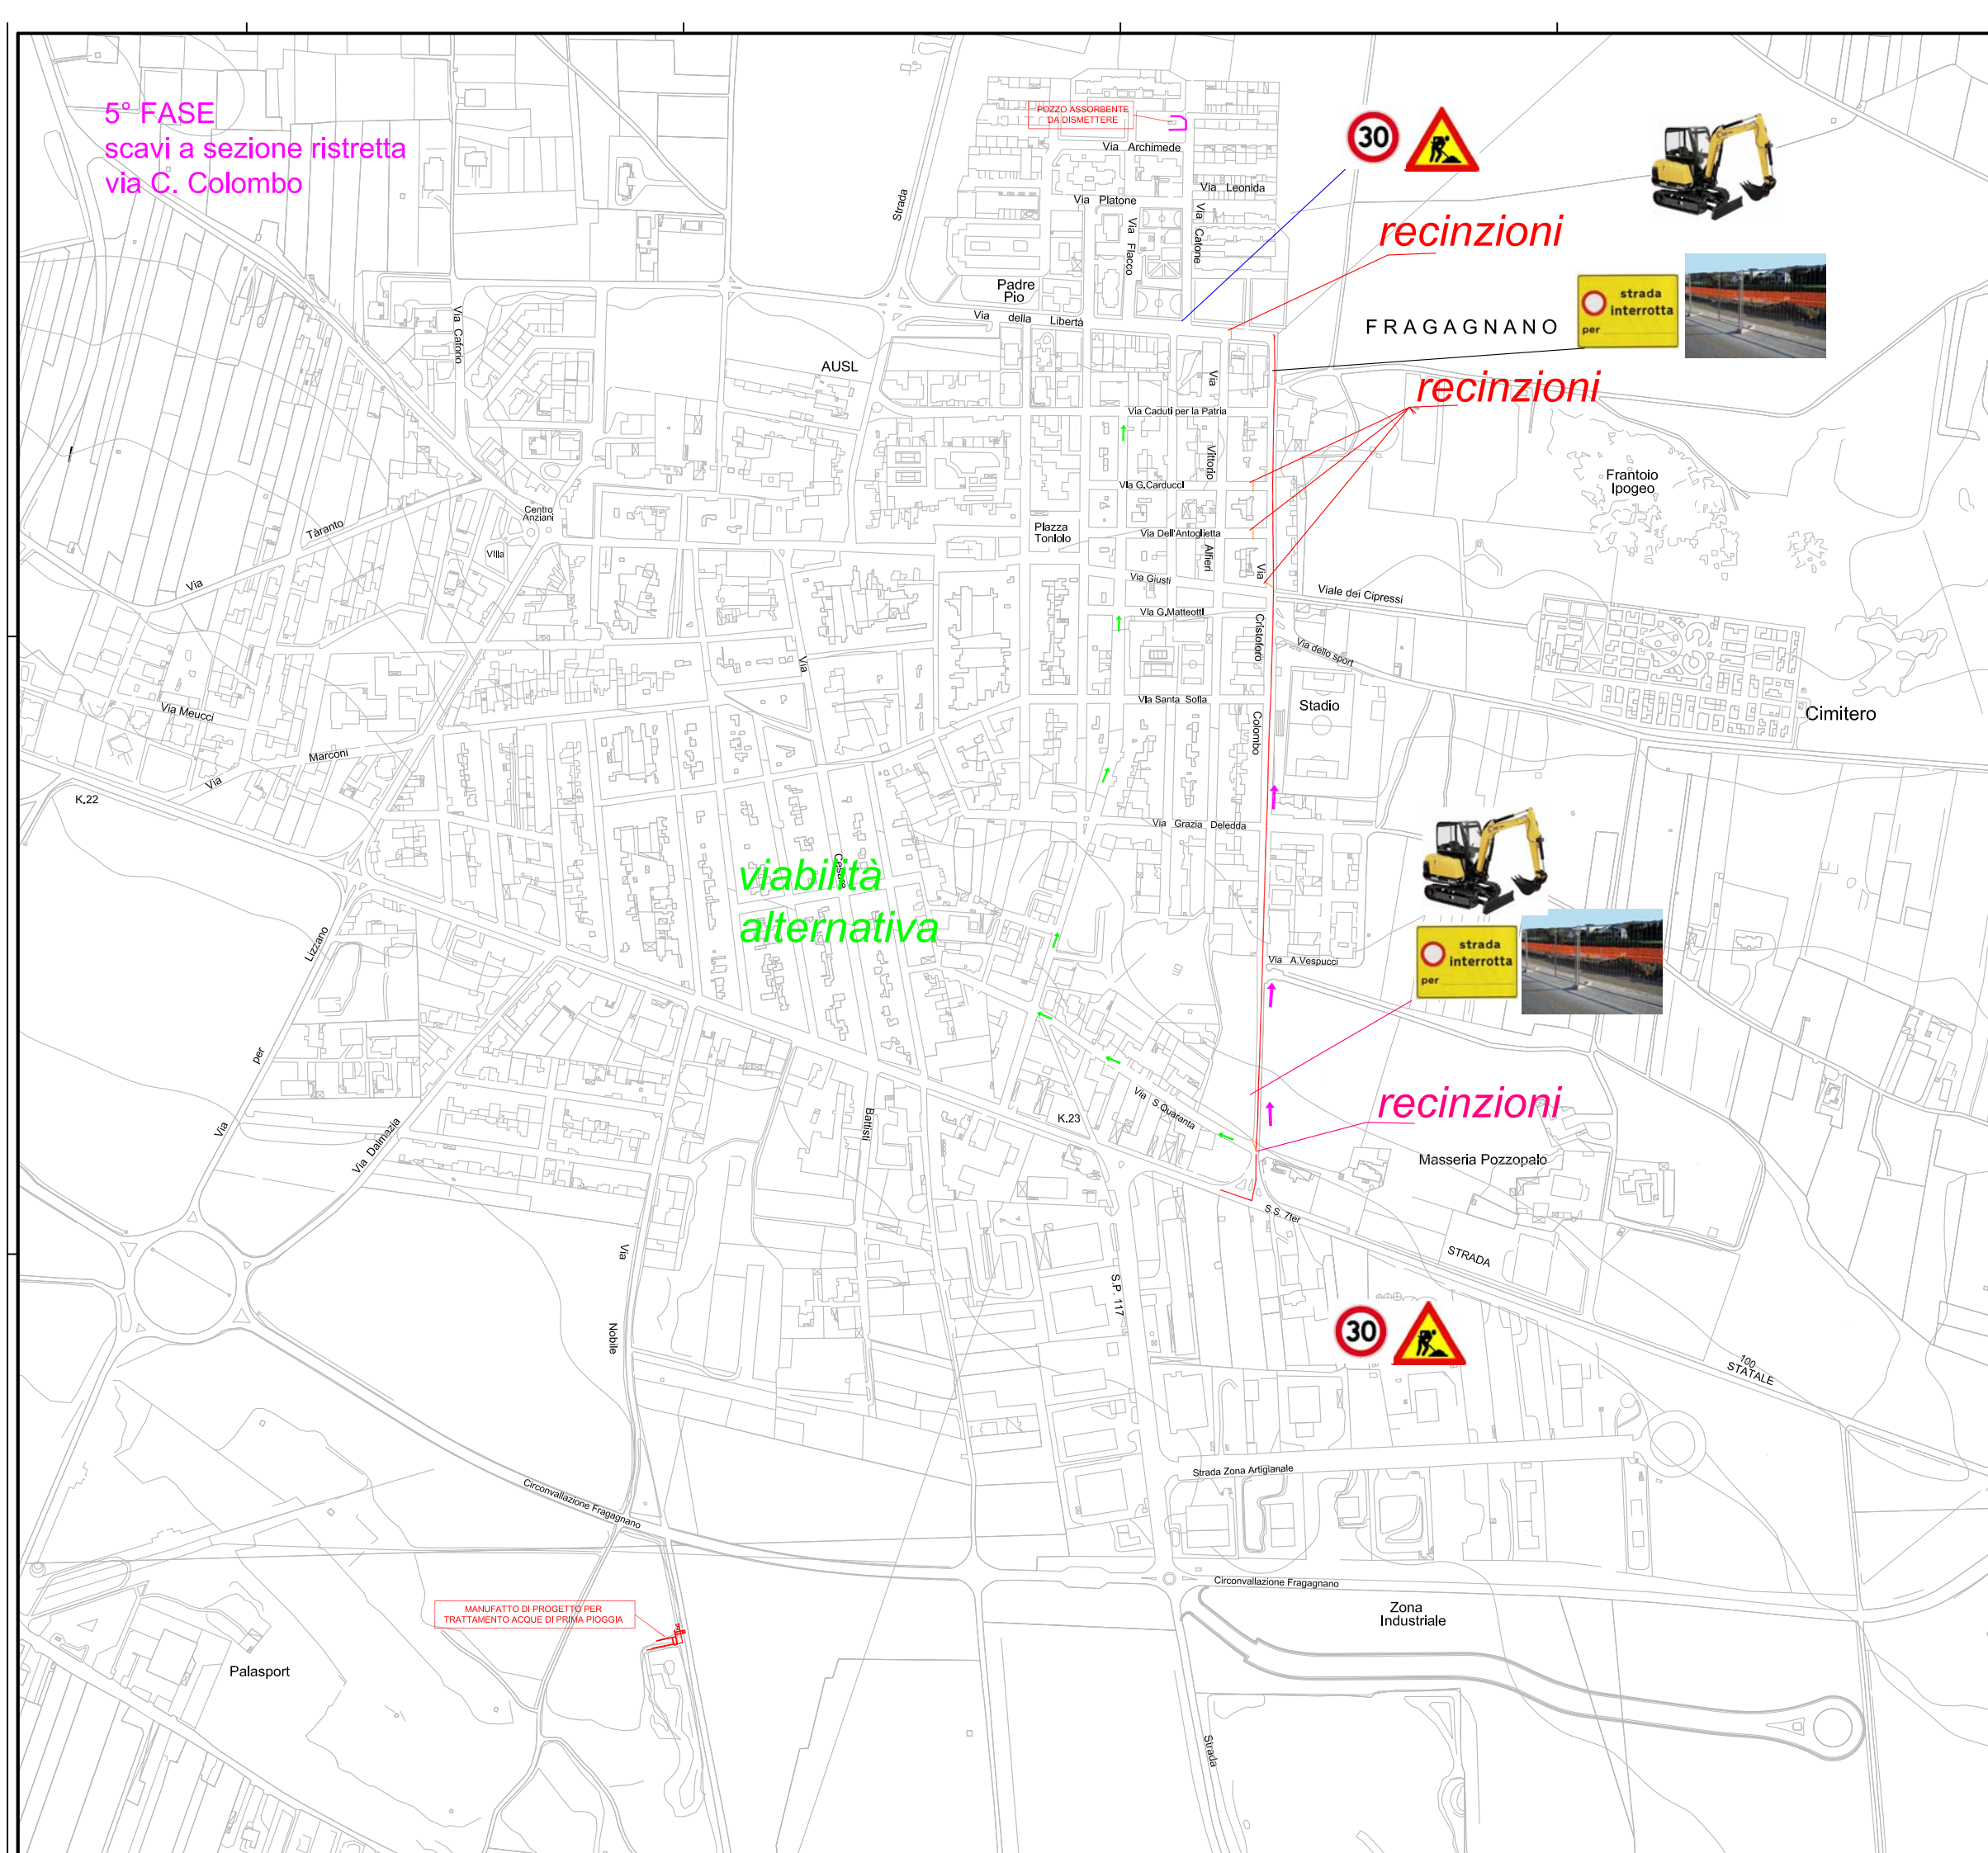 5° FASE
scavi a sezione ristretta
via C. Colombo
POZZO ASSORBENTE
DA DISMETTERE
Via Archimede
Via Leonida
Via Platone
Via Flacco
Via Catone
Strada
30
recinzioni
Padre
Pio
Via della Libertà
FRAGAGNANO
strada
interrotta
per
recinzioni
Via Caforio
AUSL
Via Caduti per la Patria
Via Vittorio Alfieri
Via G.Carducci
Frantoio
Ipogeo
Centro
Anziani
Villa
Via Taranto
Piazza
Toniolo
Via Dell'Antoglietta
Via Giusti
Via G.Matteotti
Via Cristoforo Colombo
Viale dei Cipressi
Via dello sport
Via Santa Sofia
Stadio
Cimitero
Via Meucci
Via Marconi
K.22
Via Grazia Deledda
viabilità
alternativa
Via Cesare Battisti
Via per Lizzano
Via A.Vespucci
strada
interrotta
per
recinzioni
Via S.Quaranta
K.23
Via Dalmazia
Masseria Pozzopalo
S.S. 7ter
STRADA
STATALE
100
Via Nobile
S.P. 117
30
Strada Zona Artigianale
Circonvallazione Fragagnano
Circonvallazione Fragagnano
MANUFATTO DI PROGETTO PER
TRATTAMENTO ACQUE DI PRIMA PIOGGIA
Zona
Industriale
Palasport
Strada